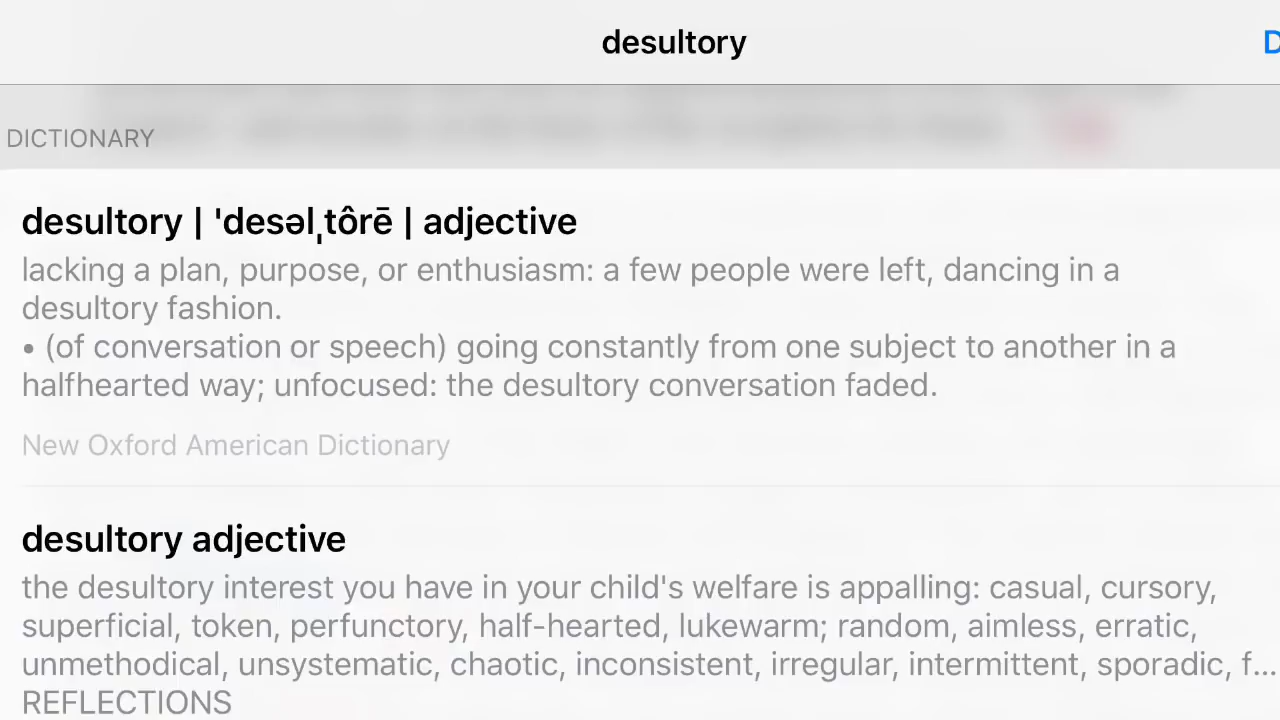 desultory
DICTIONARY
desultory | ˈdesəlˌtôrē | adjective
lacking a plan, purpose, or enthusiasm: a few people were left, dancing in a
desultory fashion.
• (of conversation or speech) going constantly from one subject to another in a
halfhearted way; unfocused: the desultory conversation faded.
New Oxford American Dictionary
desultory adjective
the desultory interest you have in your child's welfare is appalling: casual, cursory,
superficial, token, perfunctory, half-hearted, lukewarm; random, aimless, erratic,
unmethodical, unsystematic, chaotic, inconsistent, irregular, intermittent, sporadic, f...
REFLECTIONS